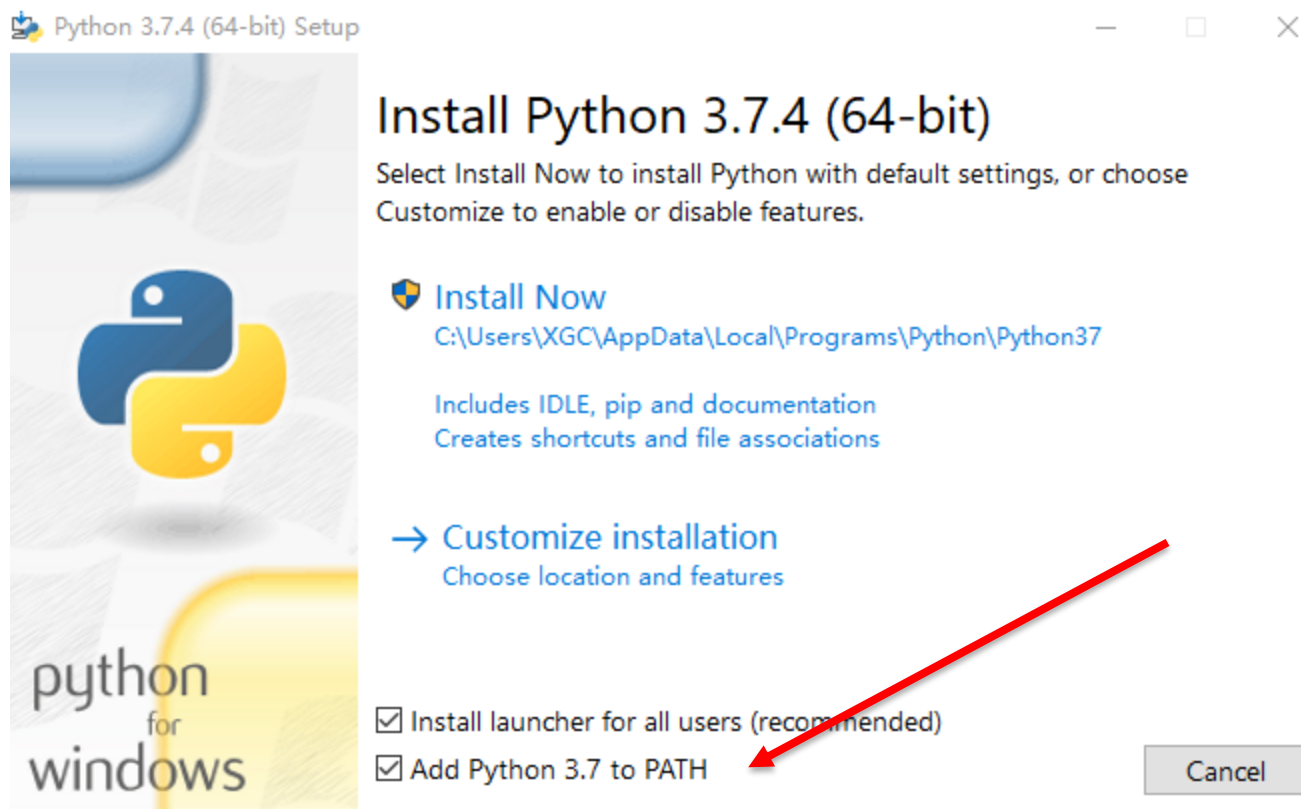 Python 3.7.4 (64-bit) Setup
Install Python 3.7.4 (64-bit)
Select Install Now to install Python with default settings, or choose
Customize to enable or disable features.
Install Now
C:\Users\XGC\AppData\Local\Programs\Python\Python37
Includes IDLE, pip and documentation
Creates shortcuts and file associations
Customize installation
Choose location and features
python
for
windows
Install launcher for all users (recommended)
Add Python 3.7 to PATH
Cancel